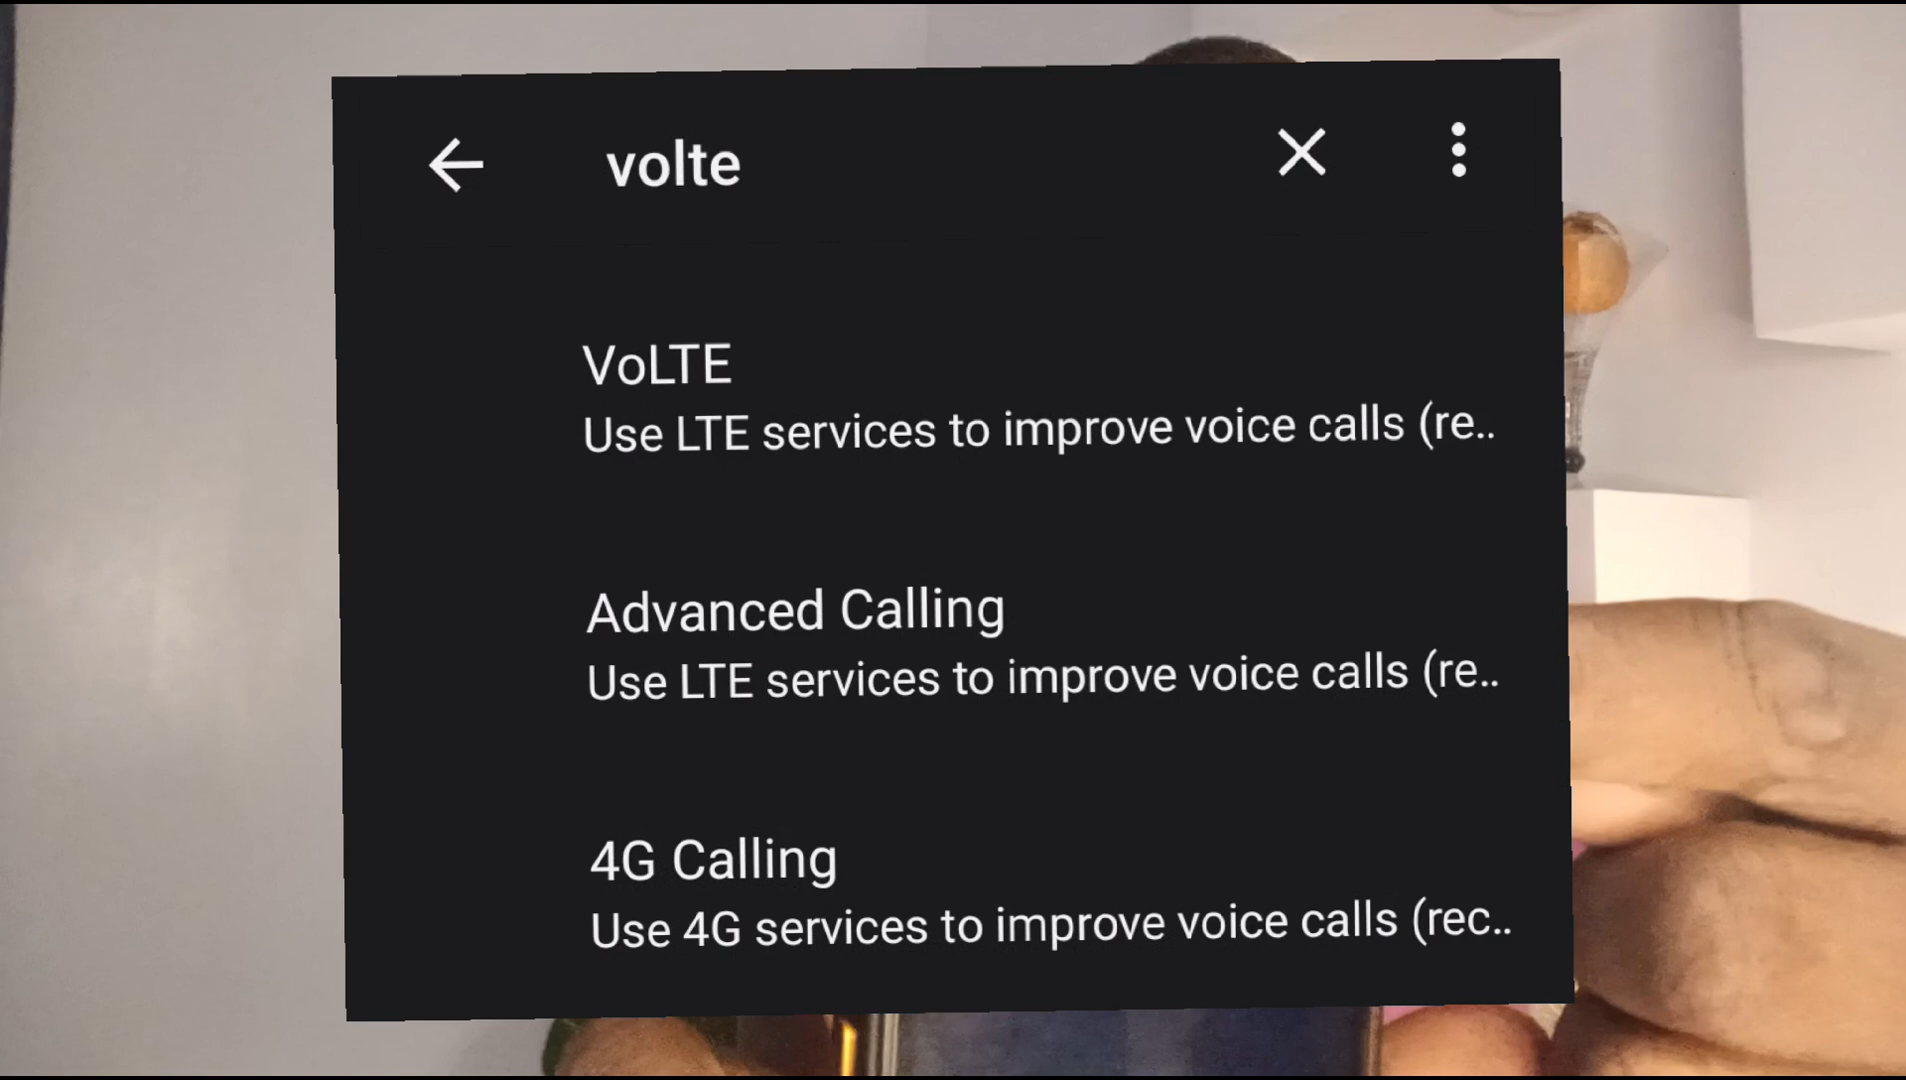 volte
VoLTE
Use LTE services to improve voice calls (re..
Advanced Calling
Use LTE services to improve voice calls (re..
4G Calling
Use 4G services to improve voice calls (rec..